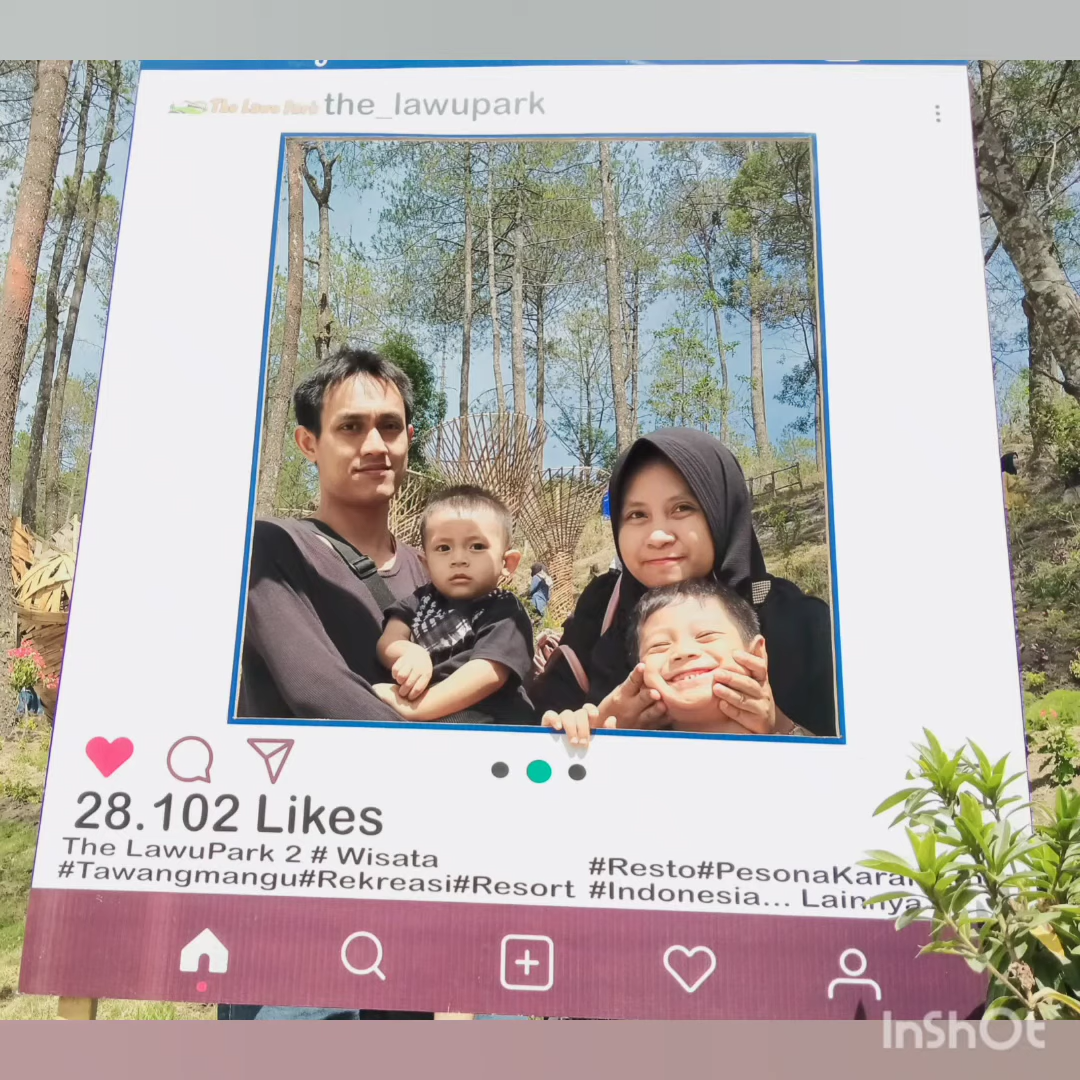 The Lawu Park the_lawupark
28.102 Likes
The LawuPark 2 # Wisata
#Tawangmangu#Rekreasi#Resort
#Resto#PesonaKara
#Indonesia... Lainnya
InShOt